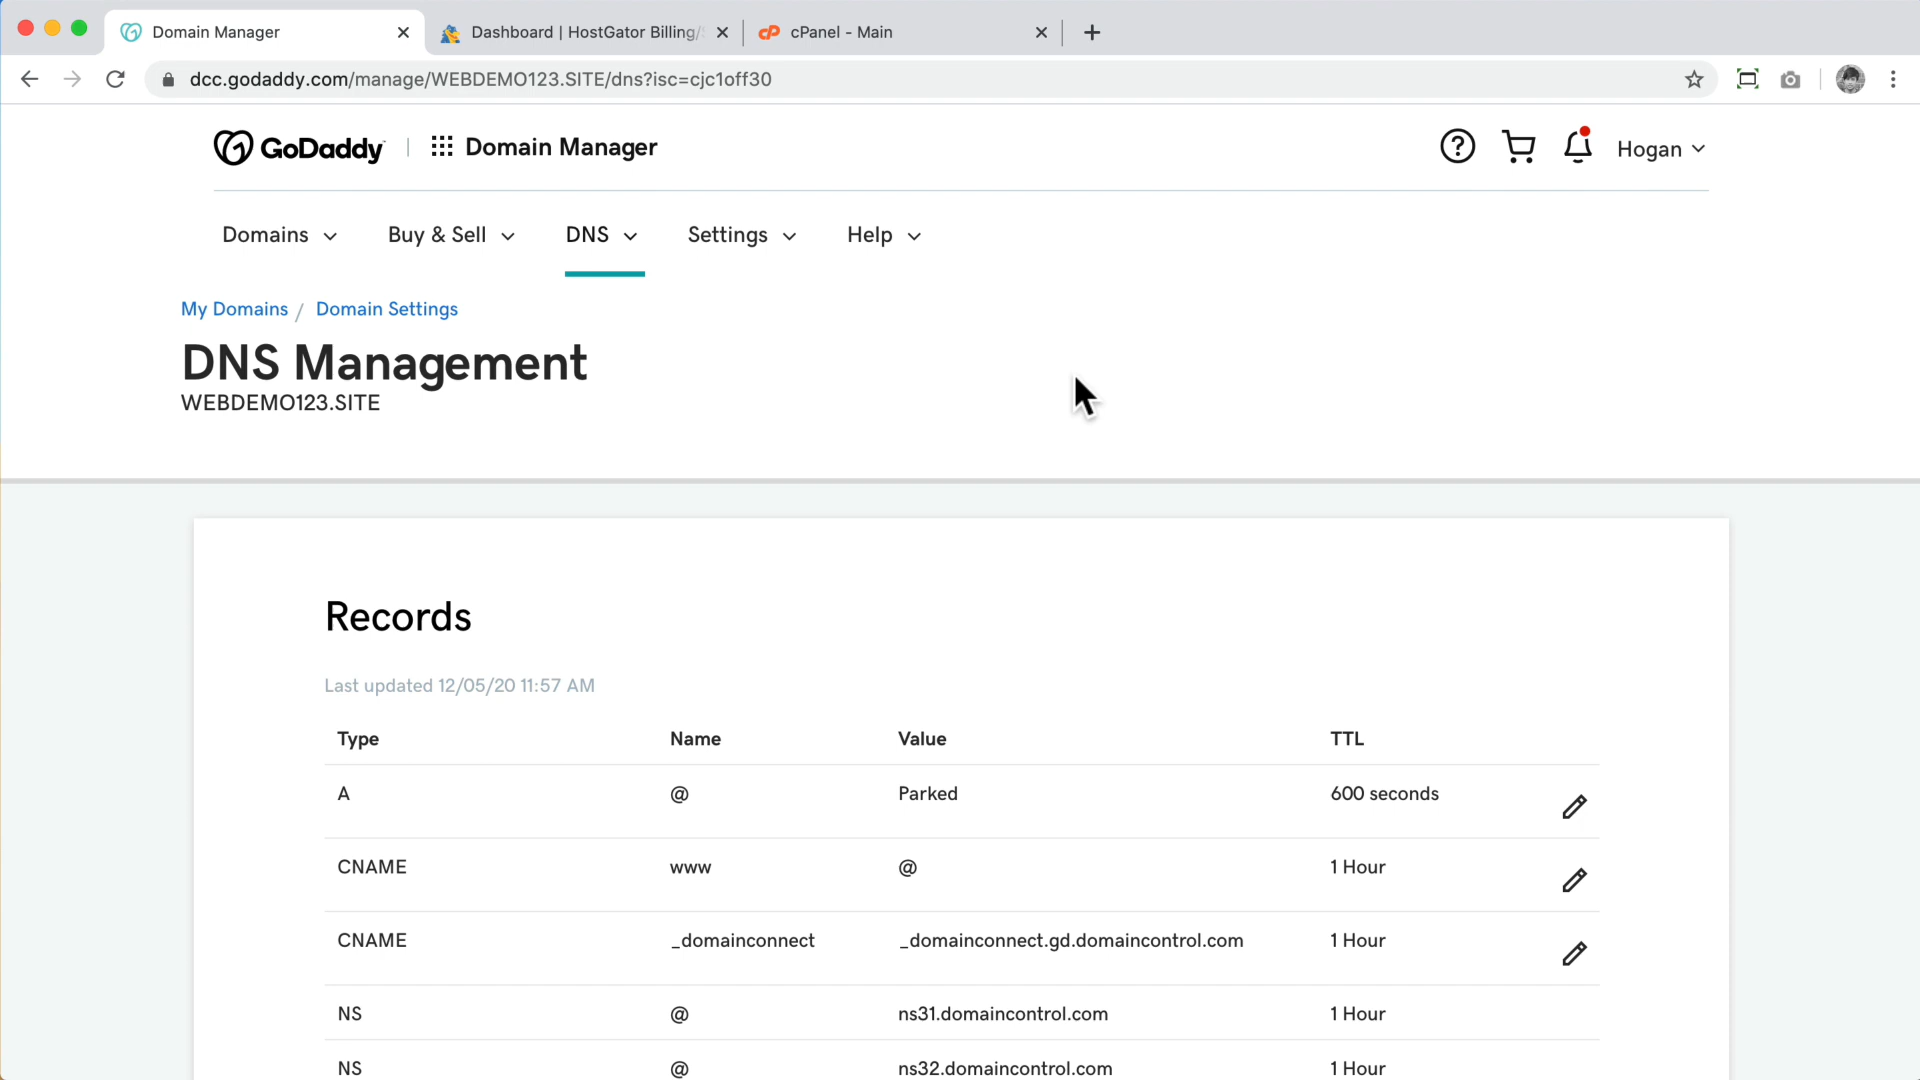 Domain Manager
Dashboard | HostGator Billing/
cPanel - Main
dcc.godaddy.com/manage/WEBDEMO123.SITE/dns?isc=cjc1off30
GoDaddy
Domain Manager
Hogan
Domains
Buy & Sell
DNS
Settings
Help
My Domains / Domain Settings
DNS Management
WEBDEMO123.SITE
Records
Last updated 12/05/20 11:57 AM
Type Name Value TTL
A @ Parked 600 seconds
CNAME www @ 1 Hour
CNAME _domainconnect _domainconnect.gd.domaincontrol.com 1 Hour
NS @ ns31.domaincontrol.com 1 Hour
NS @ ns32.domaincontrol.com 1 Hour